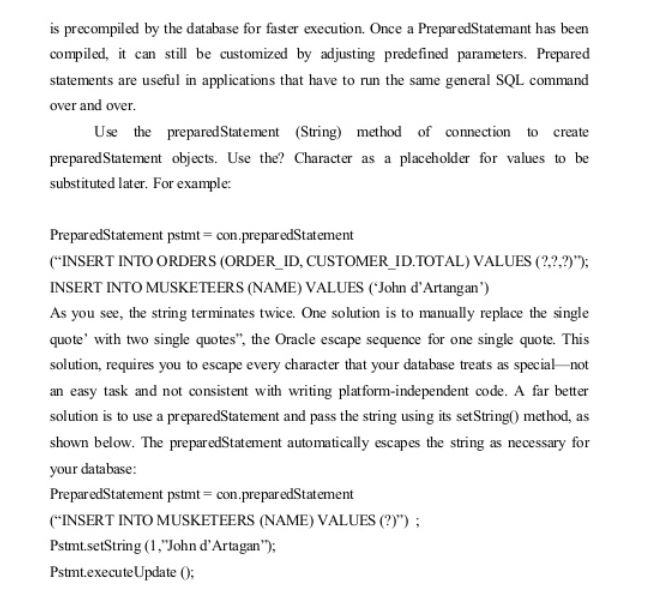 is precompiled by the database for faster execution. Once a PreparedStatemant has been
compiled, it can still be customized by adjusting predefined parameters. Prepared
statements are useful in applications that have to run the same general SQL command
over and over.
Use the preparedStatement (String) method of connection to create
preparedStatement objects. Use the? Character as a placeholder for values to be
substituted later. For example:
PreparedStatement pstmt = con.preparedStatement
(“INSERT INTO ORDERS (ORDER_ID, CUSTOMER_ID.TOTAL) VALUES (?,?,?)”);
INSERT INTO MUSKETEERS (NAME) VALUES (‘John d’Artangan’)
As you see, the string terminates twice. One solution is to manually replace the single
quote’ with two single quotes”, the Oracle escape sequence for one single quote. This
solution, requires you to escape every character that your database treats as special—not
an easy task and not consistent with writing platform-independent code. A far better
solution is to use a preparedStatement and pass the string using its setString() method, as
shown below. The preparedStatement automatically escapes the string as necessary for
your database:
PreparedStatement pstmt = con.preparedStatement
(“INSERT INTO MUSKETEERS (NAME) VALUES (?)”) ;
Pstmt.setString (1,”John d’Artagan”);
Pstmt.executeUpdate ();